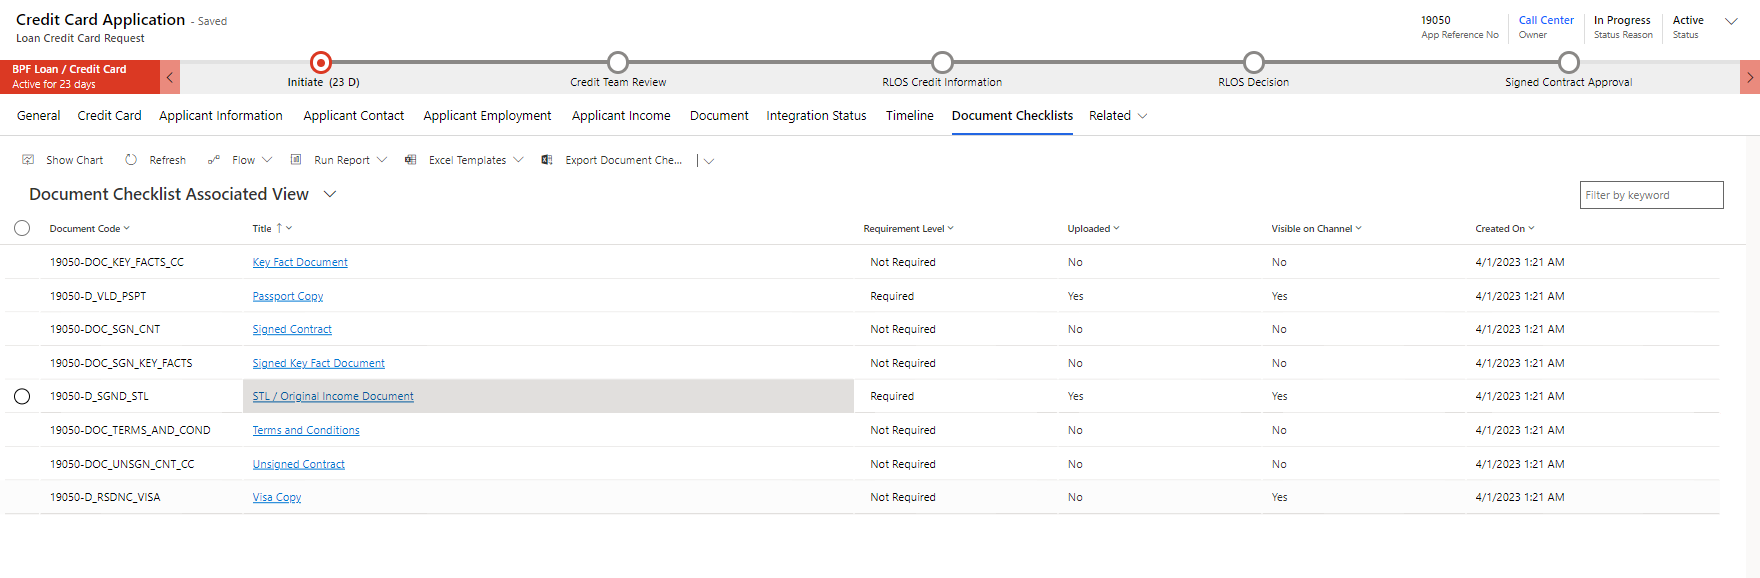 Credit Card Application - Saved
Loan Credit Card Request
19050
App Reference No
Call Center
Owner
In Progress
Status Reason
Active
Status
BPF Loan / Credit Card
Active for 23 days
Initiate (23 D)
Credit Team Review
RLOS Credit Information
RLOS Decision
Signed Contract Approval
General Credit Card Applicant Information Applicant Contact Applicant Employment Applicant Income Document Integration Status Timeline Document Checklists Related
Show Chart Refresh Flow Run Report Excel Templates Export Document Che...
Document Checklist Associated View
Filter by keyword
Document Code Title ↑ Requirement Level Uploaded Visible on Channel Created On
19050-DOC_KEY_FACTS_CC Key Fact Document Not Required No No 4/1/2023 1:21 AM
19050-D_VLD_PSPT Passport Copy Required Yes Yes 4/1/2023 1:21 AM
19050-DOC_SGN_CNT Signed Contract Not Required No No 4/1/2023 1:21 AM
19050-DOC_SGN_KEY_FACTS Signed Key Fact Document Not Required No No 4/1/2023 1:21 AM
19050-D_SGND_STL STL / Original Income Document Required Yes Yes 4/1/2023 1:21 AM
19050-DOC_TERMS_AND_COND Terms and Conditions Not Required No No 4/1/2023 1:21 AM
19050-DOC_UNSGN_CNT_CC Unsigned Contract Not Required No No 4/1/2023 1:21 AM
19050-D_RSDNC_VISA Visa Copy Not Required No Yes 4/1/2023 1:21 AM